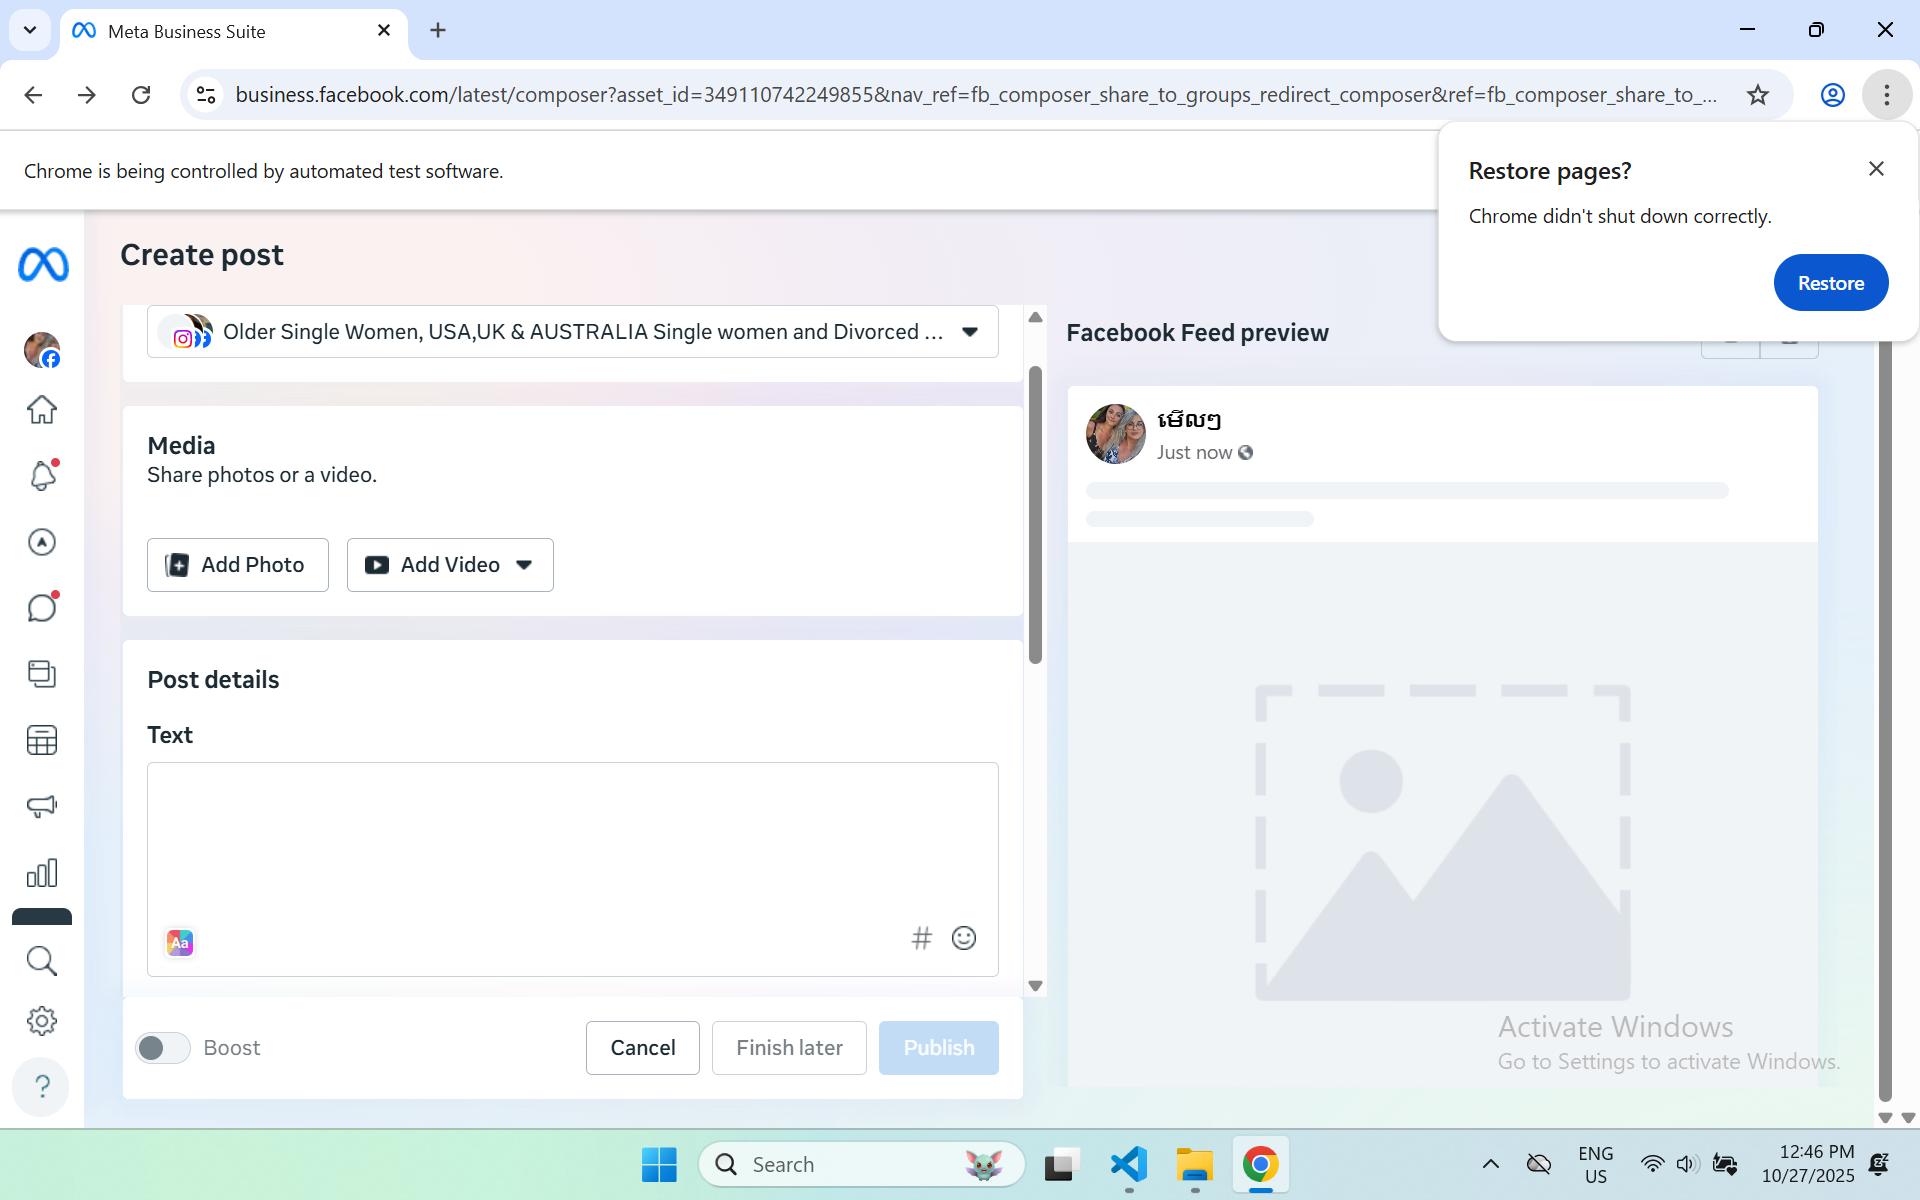 Meta Business Suite
business.facebook.com/latest/composer?asset_id=349110742249855&nav_ref=fb_composer_share_to_groups_redirect_composer&ref=fb_composer_share_to_...
Chrome is being controlled by automated test software.
Restore pages?
Chrome didn't shut down correctly.
Restore
Create post
Older Single Women, USA,UK & AUSTRALIA Single women and Divorced ...
Facebook Feed preview
Media
Share photos or a video.
មើលៗ
Just now
Add Photo
Add Video
Post details
Text
Aa
#
Boost
Cancel
Finish later
Publish
Activate Windows
Go to Settings to activate Windows.
?
Search
ENG
US
12:46 PM
10/27/2025